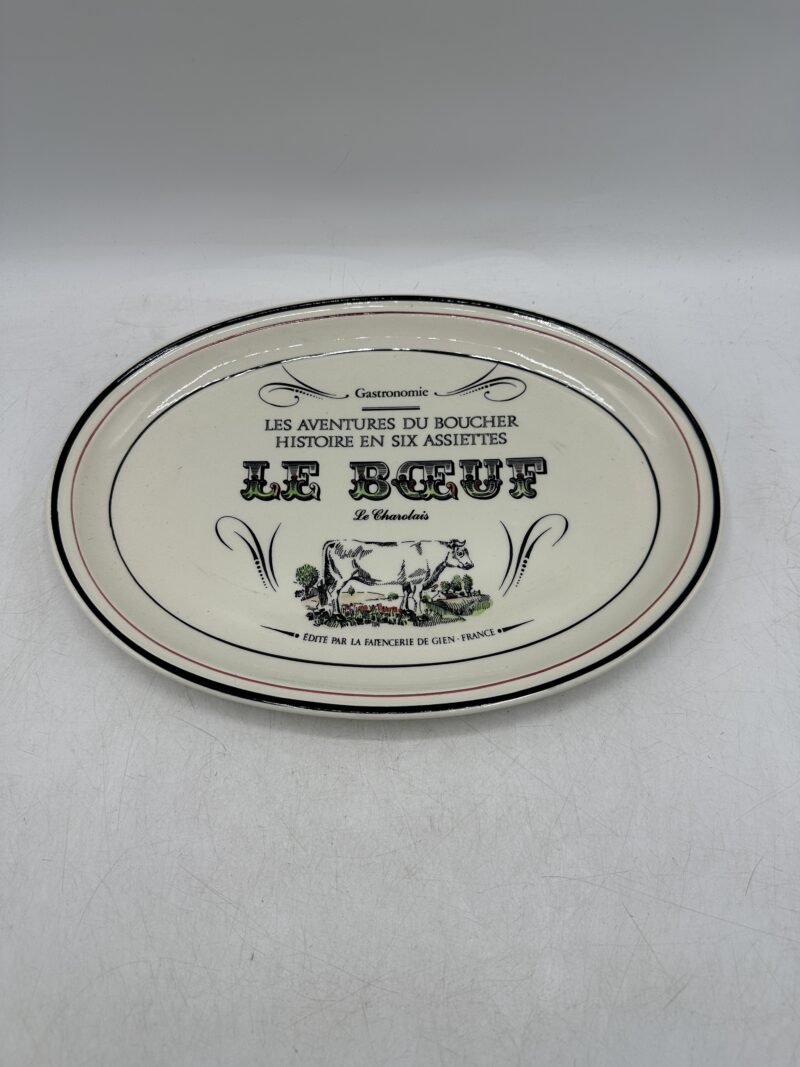 Gastronomie
LES AVENTURES DU BOUCHER
HISTOIRE EN SIX ASSIETTES
LE BŒUF
Le Charolais
• ÉDITÉ PAR LA FAÏENCERIE DE GIEN - FRANCE •